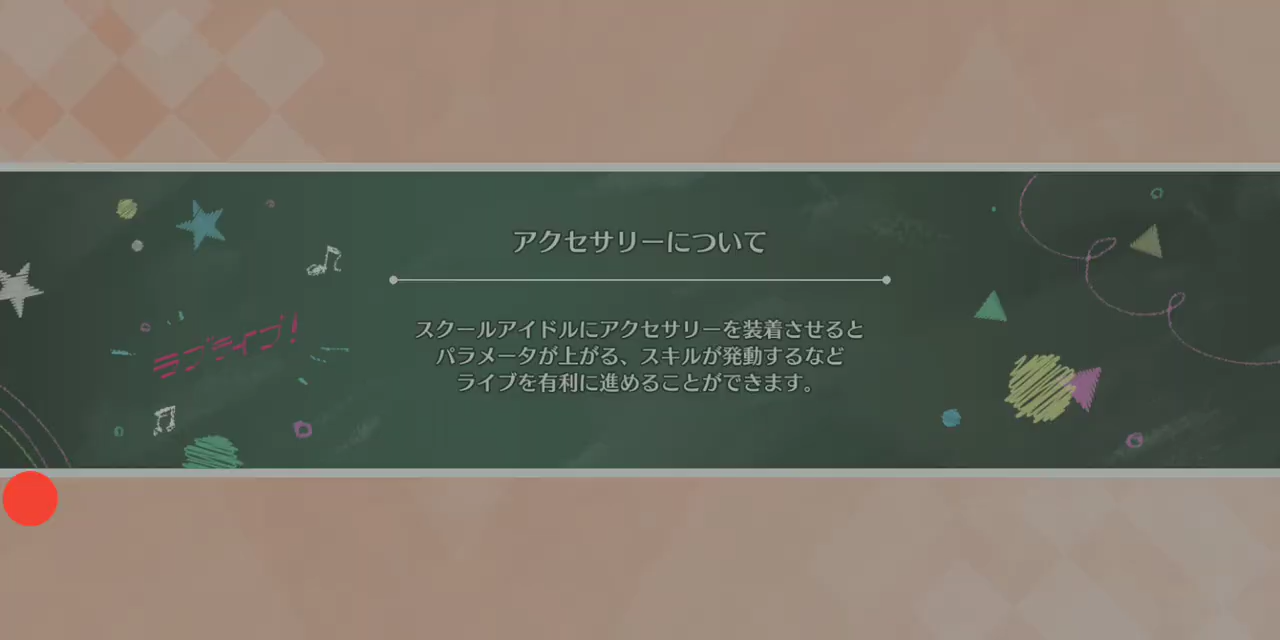 アクセサリーについて
ラブライブ!
スクールアイドルにアクセサリーを装着させると
パラメータが上がる、スキルが発動するなど
ライブを有利に進めることができます。